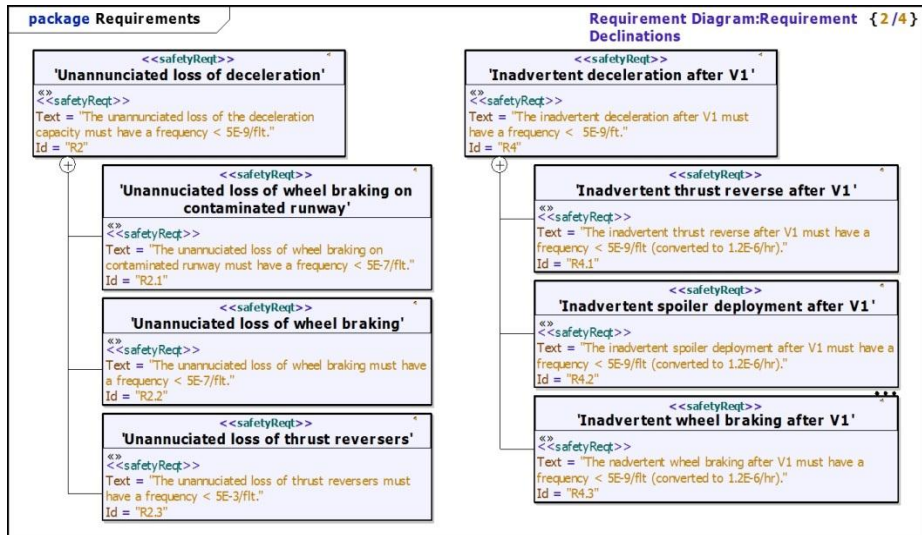 package Requirements
Requirement Diagram:Requirement {2/4}
Declinations
<<safetyReqt>>
'Unannunciated loss of deceleration'
«»
<<safetyReqt>>
Text = "The unannunciated loss of the deceleration
capacity must have a frequency < 5E-9/flt."
Id = "R2"
<<safetyReqt>>
'Unannuciated loss of wheel braking on
contaminated runway'
«»
<<safetyReqt>>
Text = "The unannuciated loss of wheel braking on
contaminated runway must have a frequency < 5E-7/flt."
Id = "R2.1"
<<safetyReqt>>
'Unannuciated loss of wheel braking'
«»
<<safetyReqt>>
Text = "The unannuciated loss of wheel braking must have
a frequency < 5E-7/flt."
Id = "R2.2"
<<safetyReqt>>
'Unannuciated loss of thrust reversers'
«»
<<safetyReqt>>
Text = "The unannuciated loss of thrust reversers must
have a frequency < 5E-3/flt."
Id = "R2.3"
<<safetyReqt>>
'Inadvertent deceleration after V1'
«»
<<safetyReqt>>
Text = "The inadvertent deceleration after V1 must
have a frequency < 5E-9/ft."
Id = "R4"
<<safetyReqt>>
'Inadvertent thrust reverse after V1'
«»
<<safetyReqt>>
Text = "The inadvertent thrust reverse after V1 must have a
frequency < 5E-9/flt (converted to 1.2E-6/hr)."
Id = "R4.1"
<<safetyReqt>>
'Inadvertent spoiler deployment after V1'
«»
<<safetyReqt>>
Text = "The inadvertent spoiler deployment after V1 must have a
frequency < 5E-9/flt (converted to 1.2E-6/hr)."
Id = "R4.2"
<<safetyReqt>>
'Inadvertent wheel braking after V1'
«»
<<safetyReqt>>
Text = "The nadvertent wheel braking after V1 must have a
frequency < 5E-9/flt (converted to 1.2E-6/hr)."
Id = "R4.3"